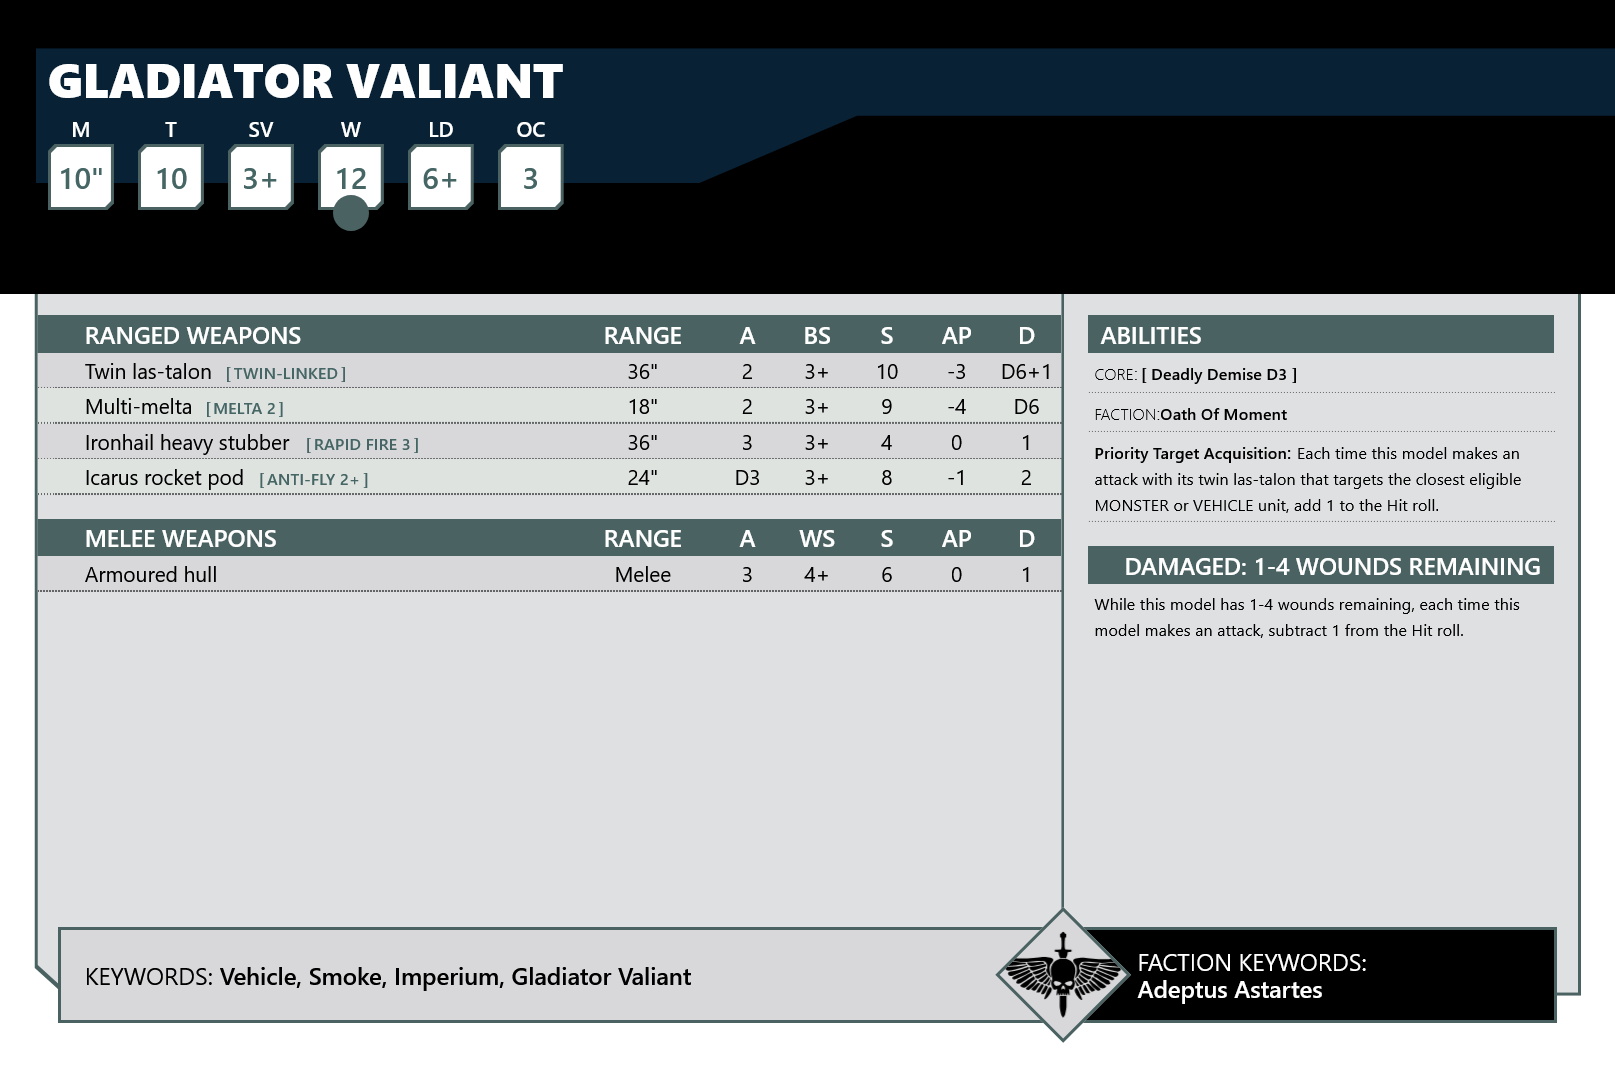 GLADIATOR VALIANT
M T SV W LD OC
10" 10 3+ 12 6+ 3
RANGED WEAPONS RANGE A BS S AP D
Twin las-talon [ TWIN-LINKED ] 36" 2 3+ 10 -3 D6+1
Multi-melta [ MELTA 2 ] 18" 2 3+ 9 -4 D6
Ironhail heavy stubber [ RAPID FIRE 3 ] 36" 3 3+ 4 0 1
Icarus rocket pod [ ANTI-FLY 2+ ] 24" D3 3+ 8 -1 2
MELEE WEAPONS RANGE A WS S AP D
Armoured hull Melee 3 4+ 6 0 1
ABILITIES
CORE: [ Deadly Demise D3 ]
FACTION:Oath Of Moment
Priority Target Acquisition: Each time this model makes an
attack with its twin las-talon that targets the closest eligible
MONSTER or VEHICLE unit, add 1 to the Hit roll.
DAMAGED: 1-4 WOUNDS REMAINING
While this model has 1-4 wounds remaining, each time this
model makes an attack, subtract 1 from the Hit roll.
KEYWORDS: Vehicle, Smoke, Imperium, Gladiator Valiant
FACTION KEYWORDS:
Adeptus Astartes